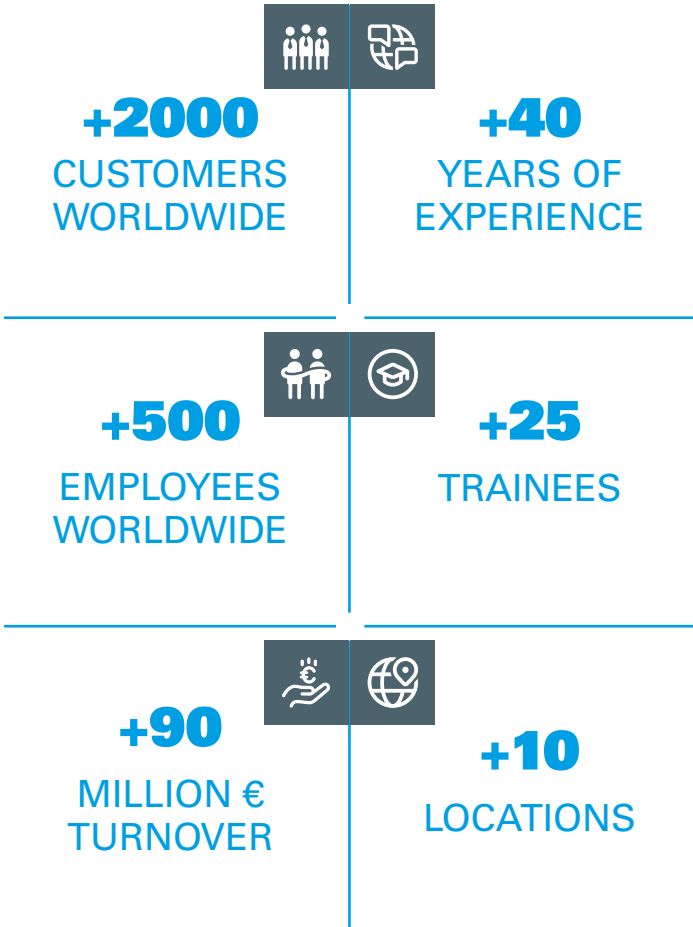 +2000
CUSTOMERS
WORLDWIDE
+40
YEARS OF
EXPERIENCE
+500
EMPLOYEES
WORLDWIDE
+25
TRAINEES
€
+90
MILLION €
TURNOVER
+10
LOCATIONS